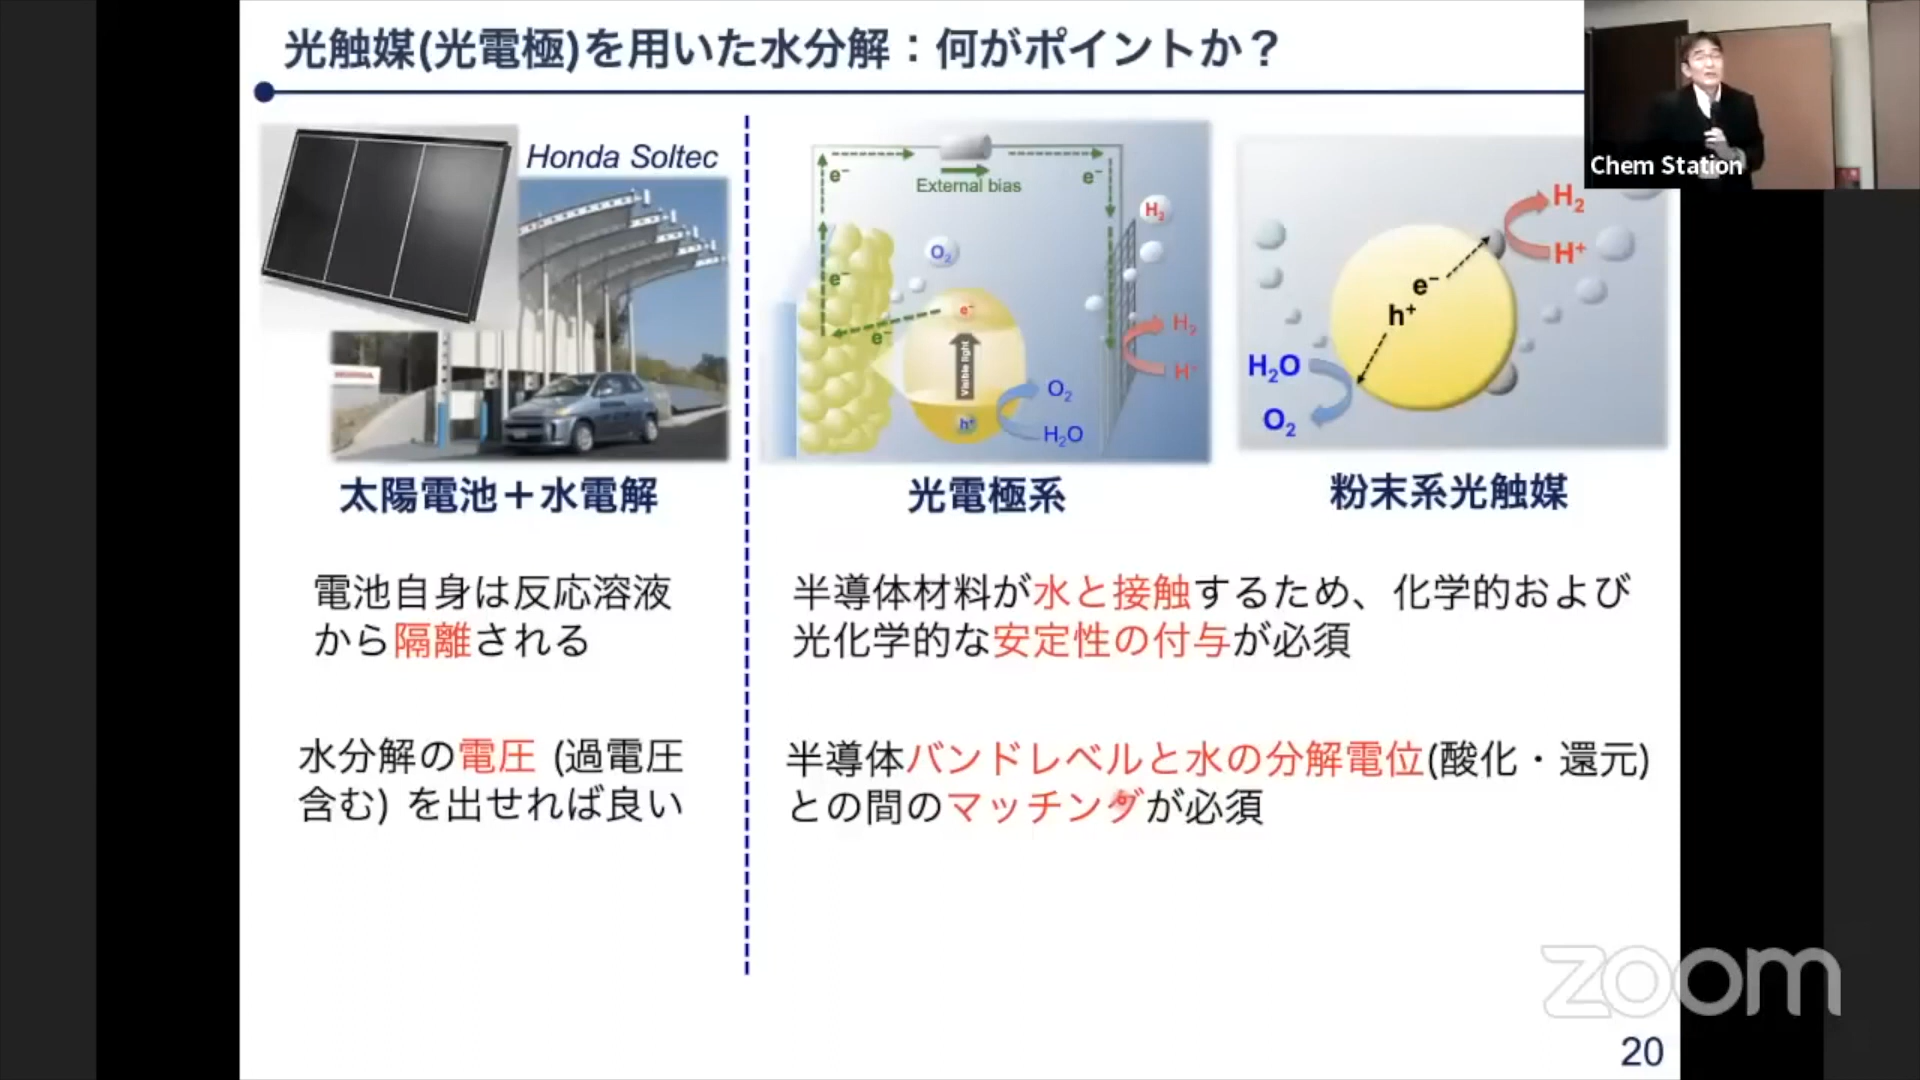 光触媒(光電極)を用いた水分解：何がポイントか？
Chem Station
Honda Soltec
HONDA
e⁻
External bias
e⁻
H₂
O₂
e⁻
e⁻
e⁻
Visible light
h⁺
O₂
H₂O
H₂
H⁺
H₂
H⁺
e⁻
h⁺
H₂O
O₂
太陽電池＋水電解
光電極系
粉末系光触媒
電池自身は反応溶液
から隔離される
半導体材料が水と接触するため、化学的および
光化学的な安定性の付与が必須
水分解の電圧 (過電圧
含む) を出せれば良い
半導体バンドレベルと水の分解電位(酸化・還元)
との間のマッチングが必須
zoom
20